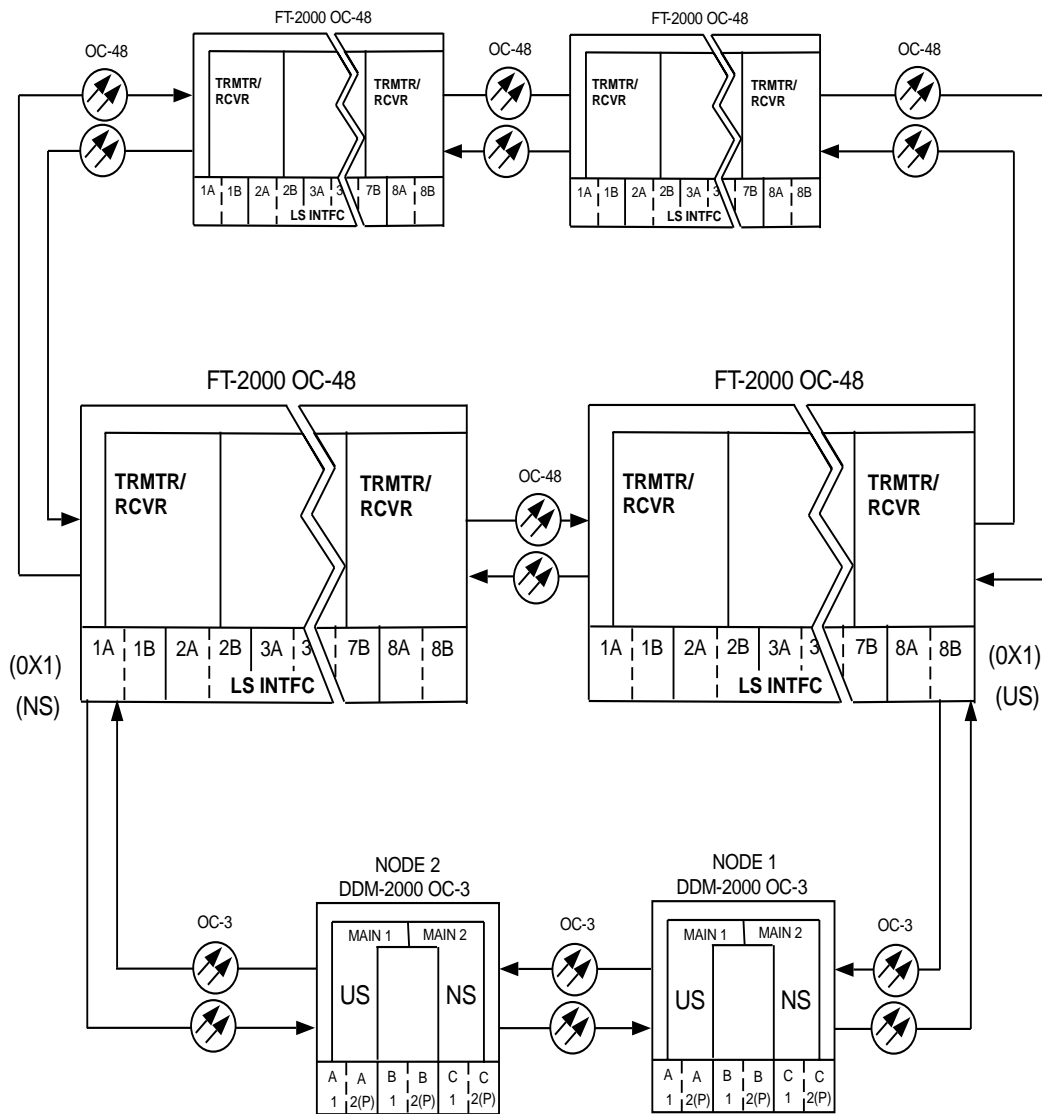 FT-2000 OC-48
FT-2000 OC-48
OC-48
OC-48
OC-48
TRMTR/
RCVR
TRMTR/
RCVR
TRMTR/
RCVR
TRMTR/
RCVR
1A 1B 2A 2B 3A 3 7B 8A 8B
LS INTFC
1A 1B 2A 2B 3A 3 7B 8A 8B
LS INTFC
FT-2000 OC-48
FT-2000 OC-48
TRMTR/
RCVR
TRMTR/
RCVR
OC-48
TRMTR/
RCVR
TRMTR/
RCVR
1A 1B 2A 2B 3A 3 7B 8A 8B
LS INTFC
1A 1B 2A 2B 3A 3 7B 8A 8B
LS INTFC
(0X1)
(NS)
(0X1)
(US)
NODE 2
DDM-2000 OC-3
NODE 1
DDM-2000 OC-3
OC-3
OC-3
OC-3
MAIN 1 MAIN 2
US NS
MAIN 1 MAIN 2
US NS
A A B B C C
1 2(P) 1 2(P) 1 2(P)
A A B B C C
1 2(P) 1 2(P) 1 2(P)